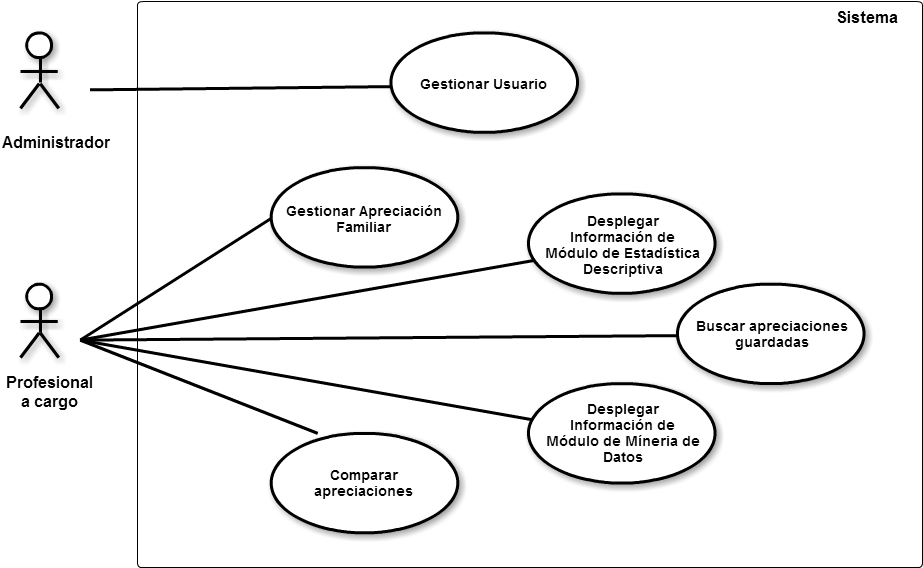 Sistema
Gestionar Usuario
Administrador
Gestionar Apreciación
Familiar
Desplegar
Información de
Módulo de Estadística
Descriptiva
Buscar apreciaciones
guardadas
Profesional
a cargo
Desplegar
Información de
Módulo de Míneria de
Datos
Comparar
apreciaciones